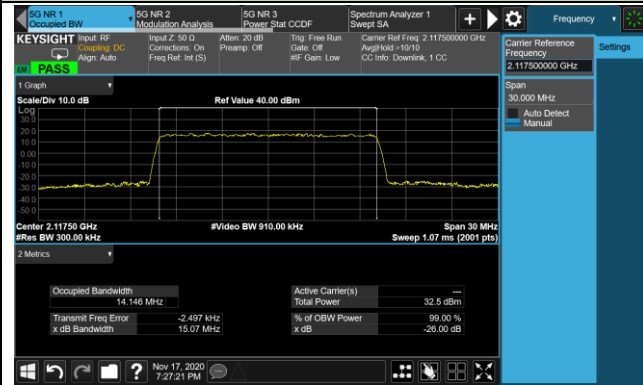 5G NR 1
Occupied BW
5G NR 2
Modulation Analysis
5G NR 3
Power Stat CCDF
Spectrum Analyzer 1
Swept SA
Frequency
KEYSIGHT
Input: RF
Coupling: DC
Align: Auto
Input Z: 50 Ω
Corrections: On
Freq Ref: Int (S)
Atten: 20 dB
Preamp: Off
Trig: Free Run
Gate: Off
#IF Gain: Low
Carrier Ref Freq: 2.117500000 GHz
Avg|Hold:>10/10
CC Info: Downlink, 1 CC
PASS
Carrier Reference
Frequency
2.117500000 GHz
Settings
Span
30.000 MHz
Auto Detect
Manual
1 Graph
Scale/Div 10.0 dB
Ref Value 40.00 dBm
Log
30.0
20.0
10.0
0.00
-10.0
-20.0
-30.0
-40.0
-50.0
Center 2.11750 GHz
#Res BW 300.00 kHz
#Video BW 910.00 kHz
Span 30 MHz
Sweep 1.07 ms (2001 pts)
2 Metrics
Occupied Bandwidth
14.146 MHz
Transmit Freq Error
-2.497 kHz
x dB Bandwidth
15.07 MHz
Active Carrier(s)
---
Total Power
32.5 dBm
% of OBW Power
99.00 %
x dB
-26.00 dB
Nov 17, 2020
7:27:21 PM